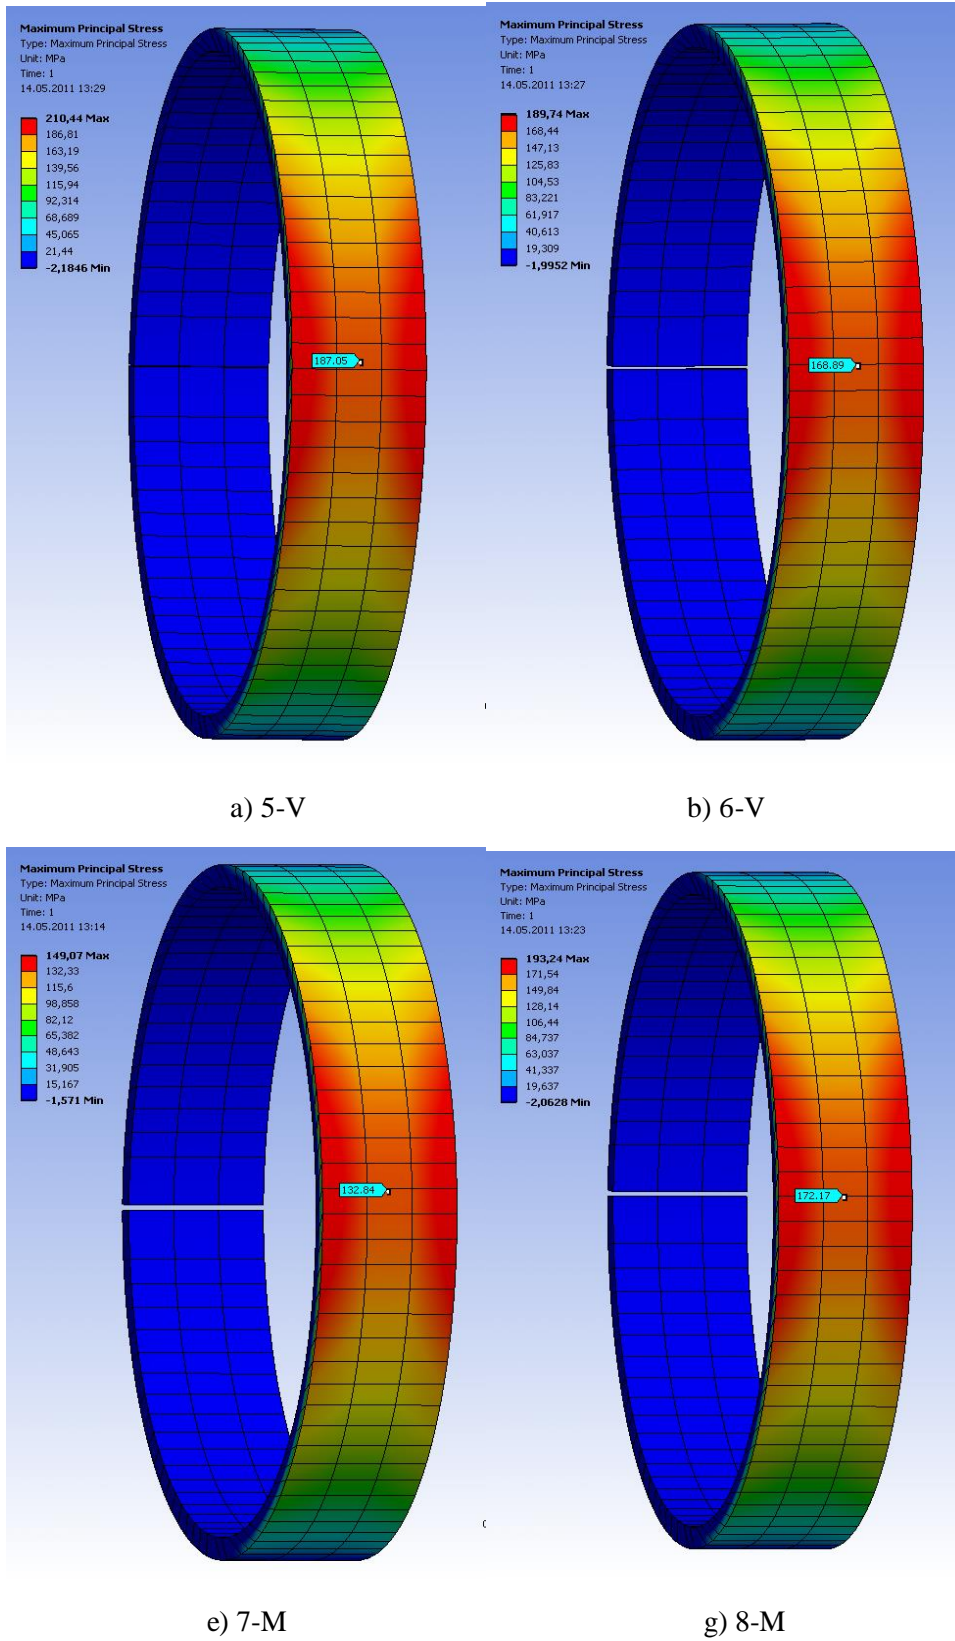 Maximum Principal Stress
Type: Maximum Principal Stress
Unit: MPa
Time: 1
14.05.2011 13:29
210,44 Max
186,81
163,19
139,56
115,94
92,314
68,689
45,065
21,44
-2,1846 Min
187.05
Maximum Principal Stress
Type: Maximum Principal Stress
Unit: MPa
Time: 1
14.05.2011 13:27
189,74 Max
168,44
147,13
125,83
104,53
83,221
61,917
40,613
19,309
-1,9952 Min
168.89
a) 5-V
b) 6-V
Maximum Principal Stress
Type: Maximum Principal Stress
Unit: MPa
Time: 1
14.05.2011 13:14
149,07 Max
132,33
115,6
98,858
82,12
65,382
48,643
31,905
15,167
-1,571 Min
132.84
Maximum Principal Stress
Type: Maximum Principal Stress
Unit: MPa
Time: 1
14.05.2011 13:23
193,24 Max
171,54
149,84
128,14
106,44
84,737
63,037
41,337
19,637
-2,0628 Min
172.17
e) 7-M
g) 8-M